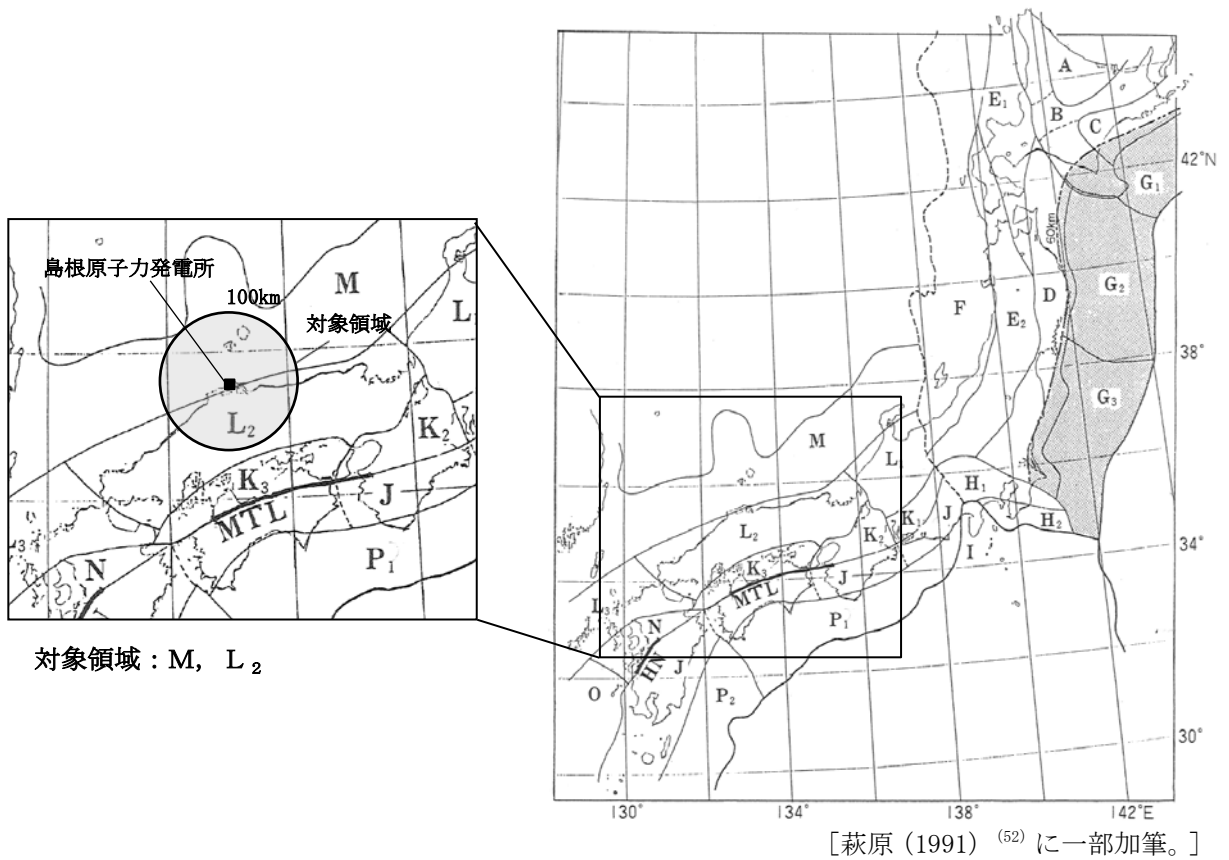 島根原子力発電所
100km
対象領域
M
L
L₂
K₂
K₃
MTL
J
N
P₁
対象領域：M，L₂
A
E₁
B
C
42°N
G₁
60km
G₂
D
F
E₂
38°
G₃
M
L
H₁
L₂
K₁
J
H₂
K₂
I
34°
K₃
MTL
J
L₃
P₁
N
HN
J
O
P₂
30°
130°
134°
138°
142°E
［萩原（1991）(52)に一部加筆。］